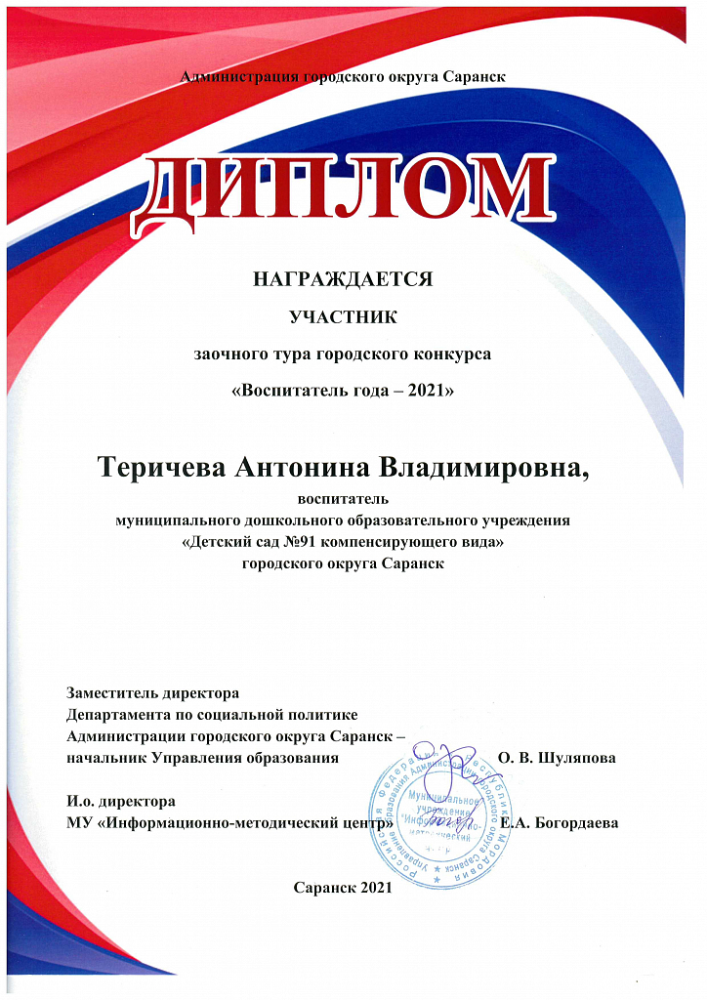 Администрация городского округа Саранск
ДИПЛОМ
НАГРАЖДАЕТСЯ
УЧАСТНИК
заочного тура городского конкурса
«Воспитатель года – 2021»
Теричева Антонина Владимировна,
воспитатель
муниципального дошкольного образовательного учреждения
«Детский сад №91 компенсирующего вида»
городского округа Саранск
Заместитель директора
Департамента по социальной политике
Администрации городского округа Саранск –
начальник Управления образования О. В. Шуляпова
И.о. директора
МУ «Информационно-методический центр» Е.А. Богордаева
Российская Федерация Республика Мордовия
Управление образования Администрации городского округа Саранск
Муниципальное
учреждение
"Информационно-
методический
Саранск 2021